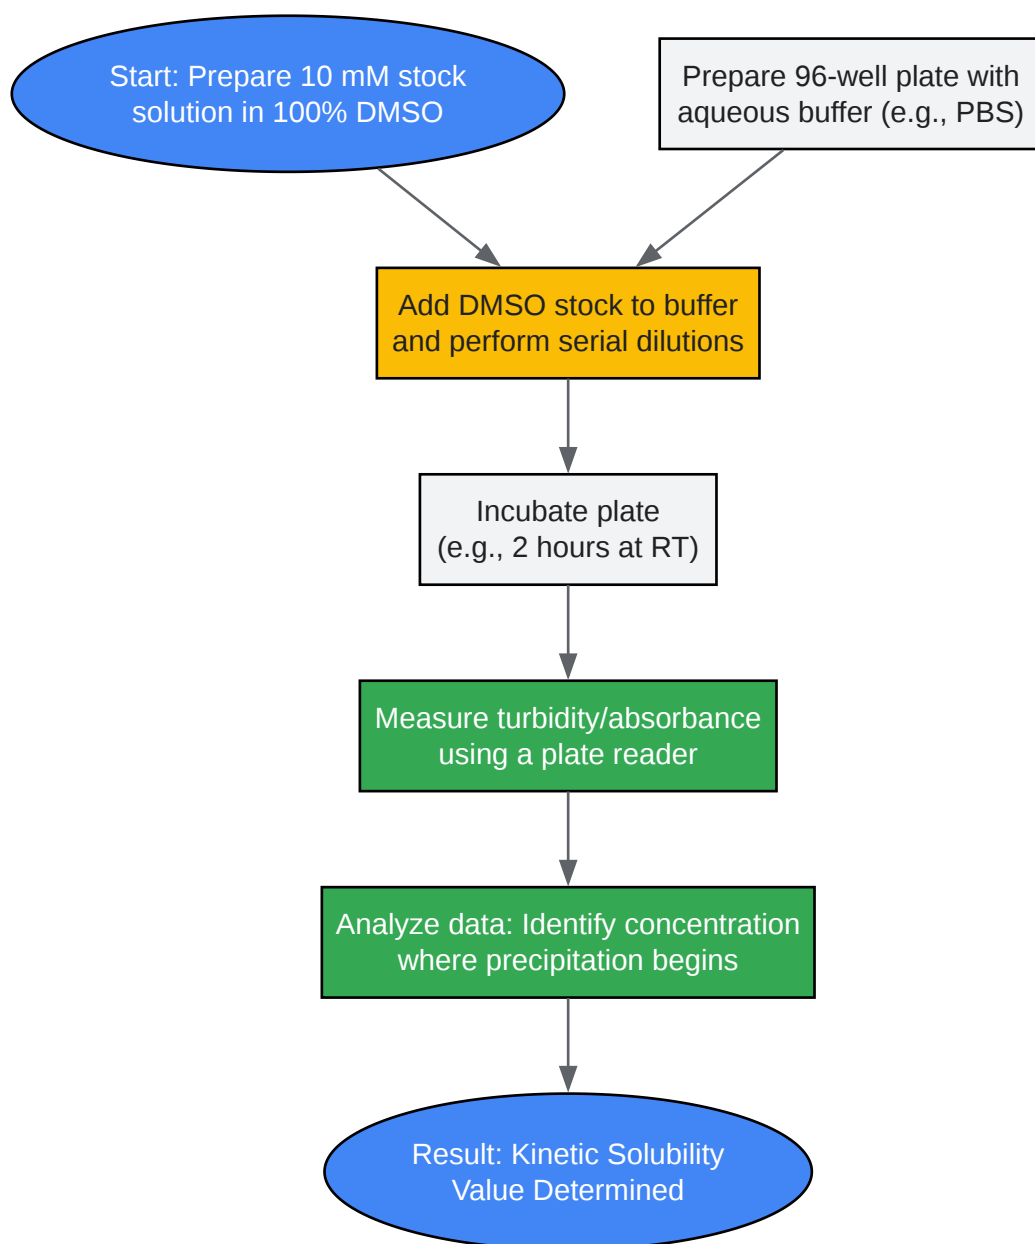 Start: Prepare 10 mM stock
solution in 100% DMSO
Prepare 96-well plate with
aqueous buffer (e.g., PBS)
Add DMSO stock to buffer
and perform serial dilutions
Incubate plate
(e.g., 2 hours at RT)
Measure turbidity/absorbance
using a plate reader
Analyze data: Identify concentration
where precipitation begins
Result: Kinetic Solubility
Value Determined